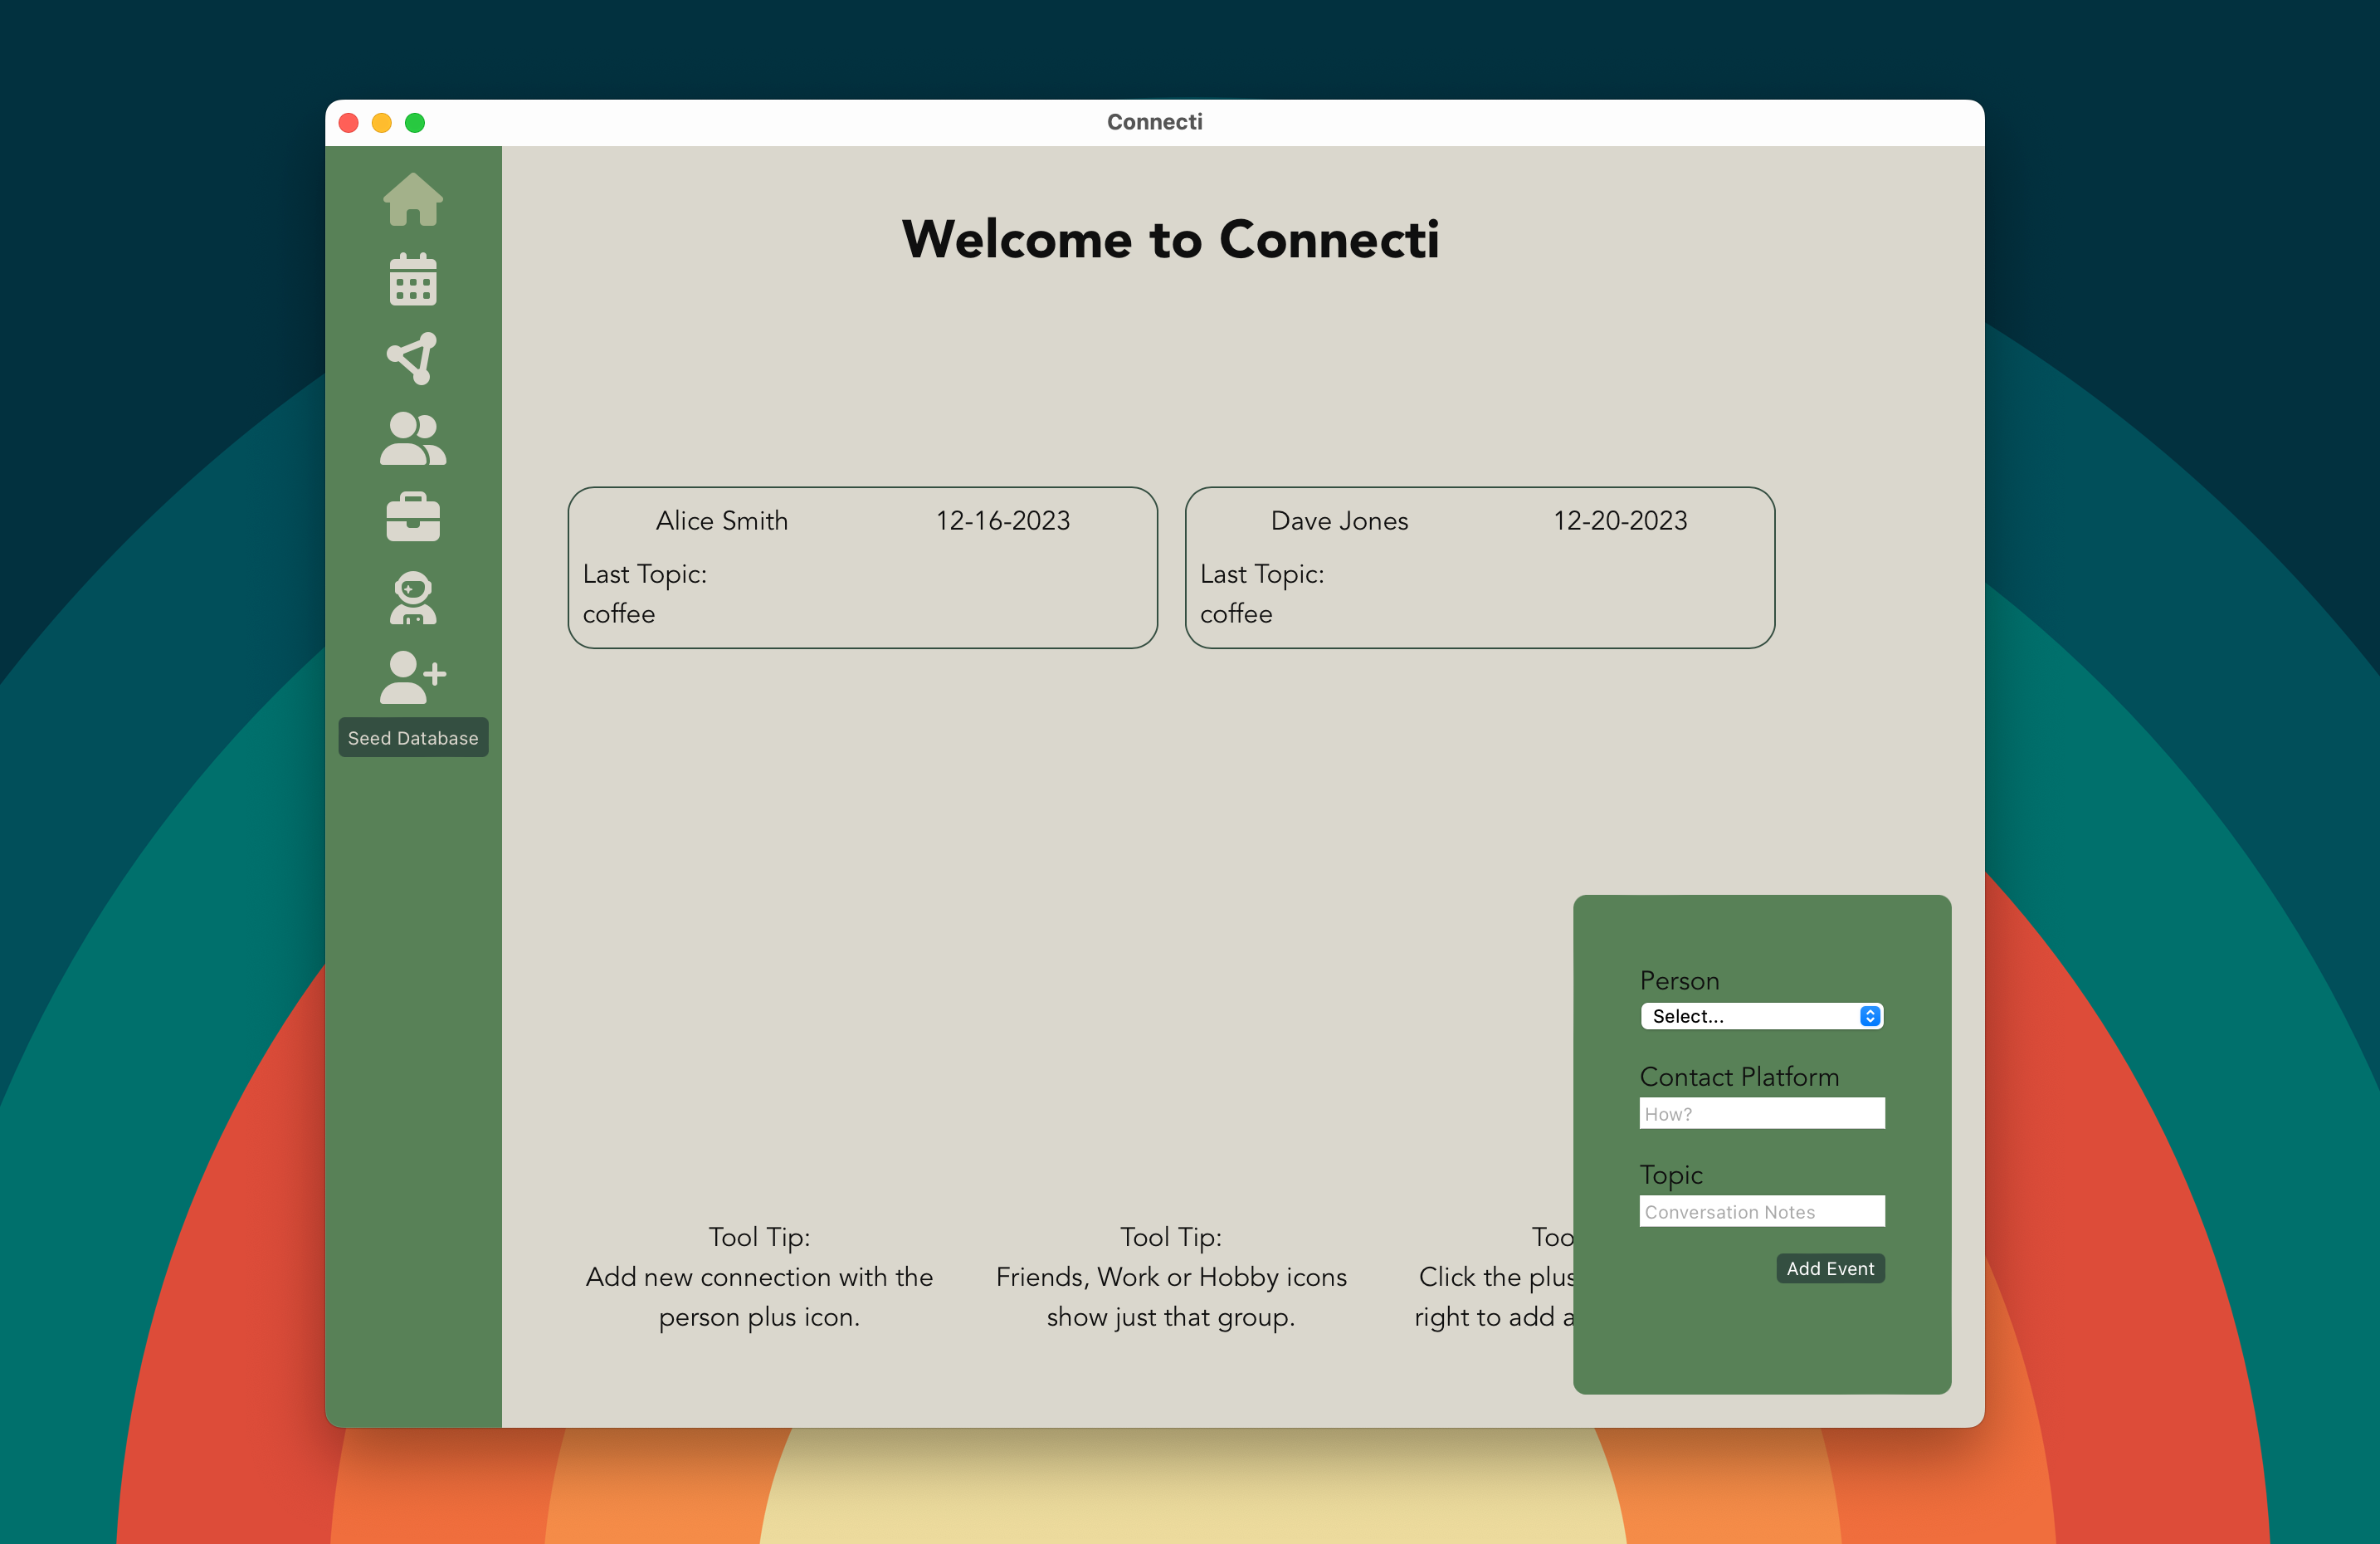 Connecti
Welcome to Connecti
Alice Smith 12-16-2023
Last Topic:
coffee
Dave Jones 12-20-2023
Last Topic:
coffee
Seed Database
Tool Tip:
Add new connection with the
person plus icon.
Tool Tip:
Friends, Work or Hobby icons
show just that group.
Too
Click the plus
right to add a
Person
Select...
Contact Platform
How?
Topic
Conversation Notes
Add Event